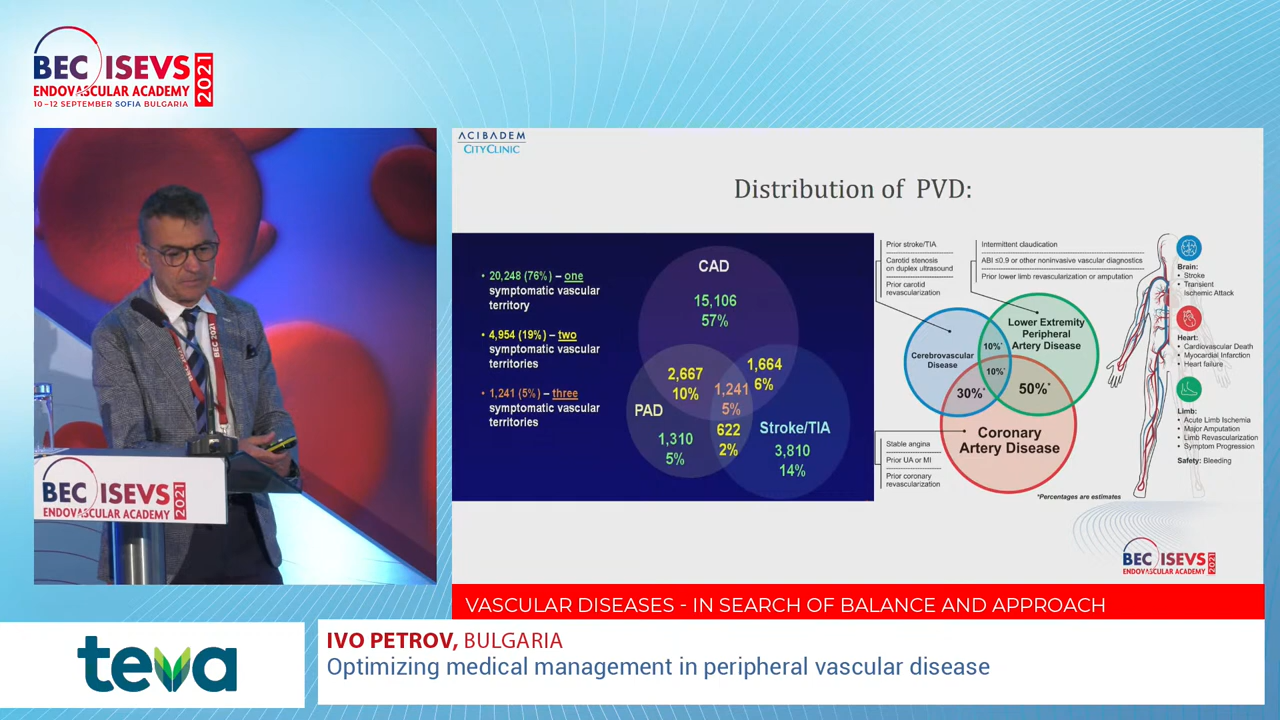 BEC ISEVS
ENDOVASCULAR ACADEMY
2021
10-12 SEPTEMBER SOFIA BULGARIA
BEC 2021
BEC ISEVS
ENDOVASCULAR ACADEMY
2021
ACIBADEM
CITYCLINIC
Distribution of PVD:
• 20,248 (76%) – one
symptomatic vascular
territory
• 4,954 (19%) – two
symptomatic vascular
territories
• 1,241 (5%) – three
symptomatic vascular
territories
CAD
15,106
57%
2,667
10%
1,664
6%
1,241
5%
PAD
622
2%
Stroke/TIA
1,310
5%
3,810
14%
Prior stroke/TIA
Carotid stenosis
on duplex ultrasound
Prior carotid
revascularization
Intermittent claudication
ABI ≤0.9 or other noninvasive vascular diagnostics
Prior lower limb revascularization or amputation
Cerebrovascular
Disease
Lower Extremity
Peripheral
Artery Disease
10%*
10%*
30%*
50%*
Coronary
Artery Disease
Stable angina
Prior UA or MI
Prior coronary
revascularization
*Percentages are estimates
Brain:
• Stroke
• Transient
Ischemic Attack
Heart:
• Cardiovascular Death
• Myocardial Infarction
• Heart failure
Limb:
• Acute Limb Ischemia
• Major Amputation
• Limb Revascularization
• Symptom Progression
Safety: Bleeding
BEC ISEVS
ENDOVASCULAR ACADEMY
2021
VASCULAR DISEASES - IN SEARCH OF BALANCE AND APPROACH
teva
IVO PETROV, BULGARIA
Optimizing medical management in peripheral vascular disease